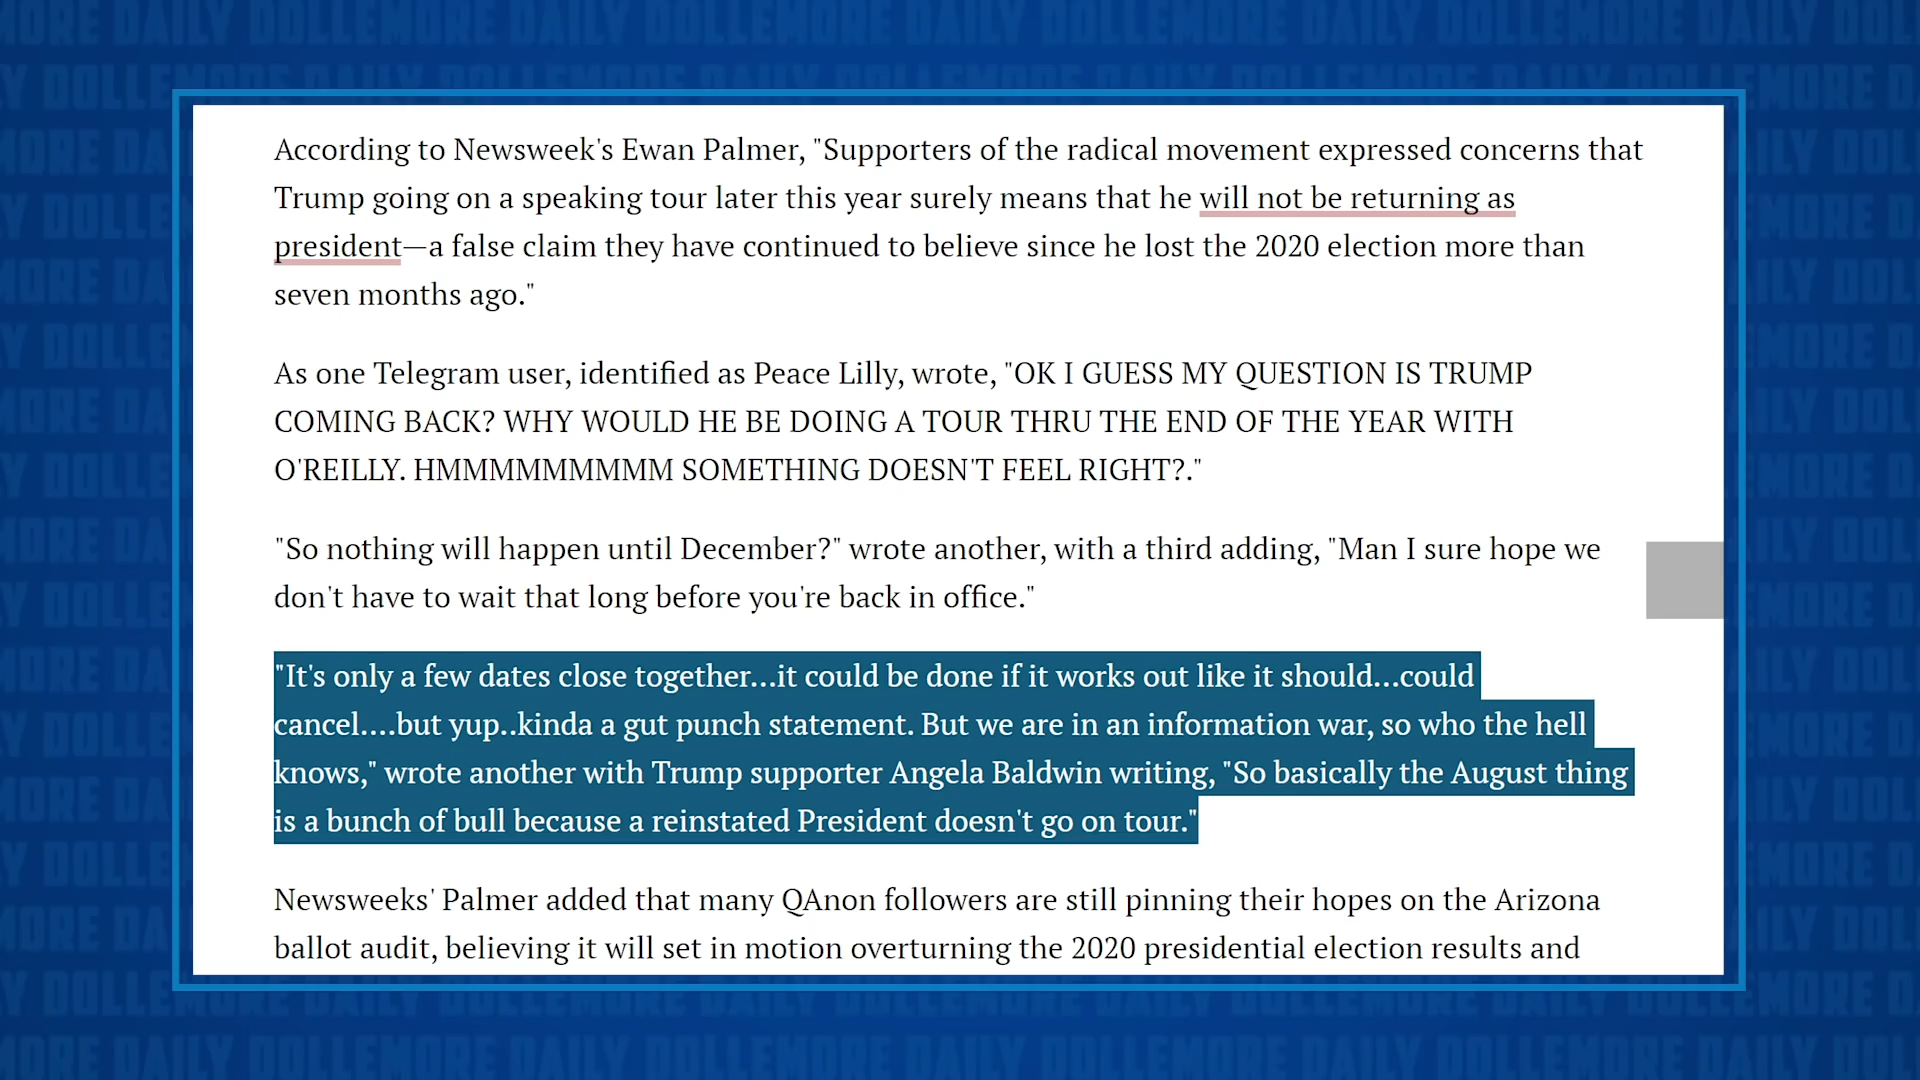 MORE DAILY DOLLEMORE DAILY DOLLEMORE DAILY DOLLEMORE DAILY DOLLEMORE DAILY
According to Newsweek's Ewan Palmer, "Supporters of the radical movement expressed concerns that
Trump going on a speaking tour later this year surely means that he will not be returning as
president—a false claim they have continued to believe since he lost the 2020 election more than
seven months ago."
As one Telegram user, identified as Peace Lilly, wrote, "OK I GUESS MY QUESTION IS TRUMP
COMING BACK? WHY WOULD HE BE DOING A TOUR THRU THE END OF THE YEAR WITH
O'REILLY. HMMMMMMMMM SOMETHING DOESN'T FEEL RIGHT?."
"So nothing will happen until December?" wrote another, with a third adding, "Man I sure hope we
don't have to wait that long before you're back in office."
"It's only a few dates close together...it could be done if it works out like it should...could
cancel....but yup..kinda a gut punch statement. But we are in an information war, so who the hell
knows," wrote another with Trump supporter Angela Baldwin writing, "So basically the August thing
is a bunch of bull because a reinstated President doesn't go on tour."
Newsweeks' Palmer added that many QAnon followers are still pinning their hopes on the Arizona
ballot audit, believing it will set in motion overturning the 2020 presidential election results and